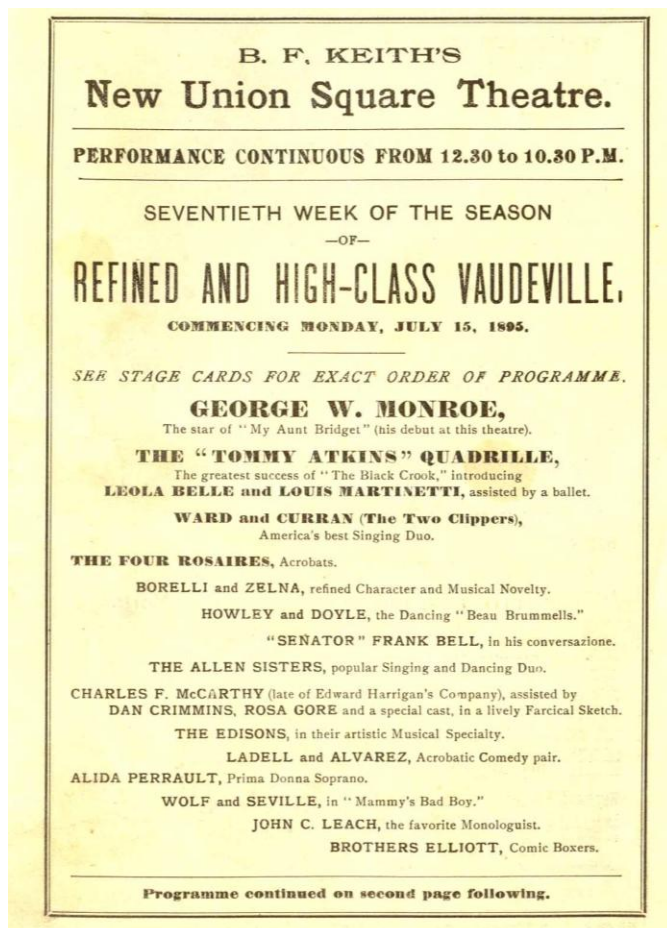 B. F. KEITH'S
New Union Square Theatre.
PERFORMANCE CONTINUOUS FROM 12.30 to 10.30 P.M.
SEVENTIETH WEEK OF THE SEASON
—OF—
REFINED AND HIGH-CLASS VAUDEVILLE,
COMMENCING MONDAY, JULY 15, 1895.
SEE STAGE CARDS FOR EXACT ORDER OF PROGRAMME.
GEORGE W. MONROE,
The star of "My Aunt Bridget" (his debut at this theatre).
THE "TOMMY ATKINS" QUADRILLE,
The greatest success of "The Black Crook," introducing
LEOLA BELLE and LOUIS MARTINETTI, assisted by a ballet.
WARD and CURRAN (The Two Clippers),
America's best Singing Duo.
THE FOUR ROSAIRES, Acrobats.
BORELLI and ZELNA, refined Character and Musical Novelty.
HOWLEY and DOYLE, the Dancing "Beau Brummells."
"SENATOR" FRANK BELL, in his conversazione.
THE ALLEN SISTERS, popular Singing and Dancing Duo.
CHARLES F. McCARTHY (late of Edward Harrigan's Company), assisted by
DAN CRIMMINS, ROSA GORE and a special cast, in a lively Farcical Sketch.
THE EDISONS, in their artistic Musical Specialty.
LADELL and ALVAREZ, Acrobatic Comedy pair.
ALIDA PERRAULT, Prima Donna Soprano.
WOLF and SEVILLE, in "Mammy's Bad Boy."
JOHN C. LEACH, the favorite Monologuist.
BROTHERS ELLIOTT, Comic Boxers.
Programme continued on second page following.